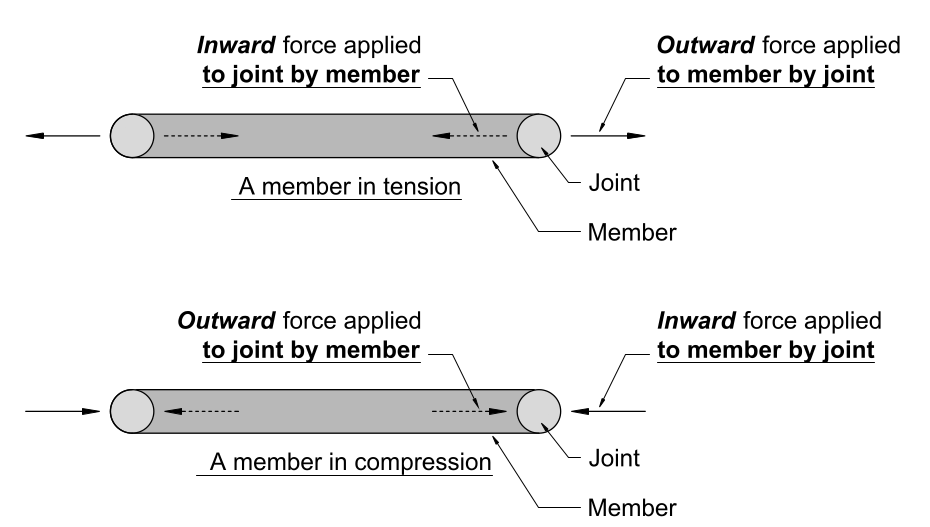 Inward force applied
to joint by member
Outward force applied
to member by joint
A member in tension
Joint
Member
Outward force applied
to joint by member
Inward force applied
to member by joint
A member in compression
Joint
Member